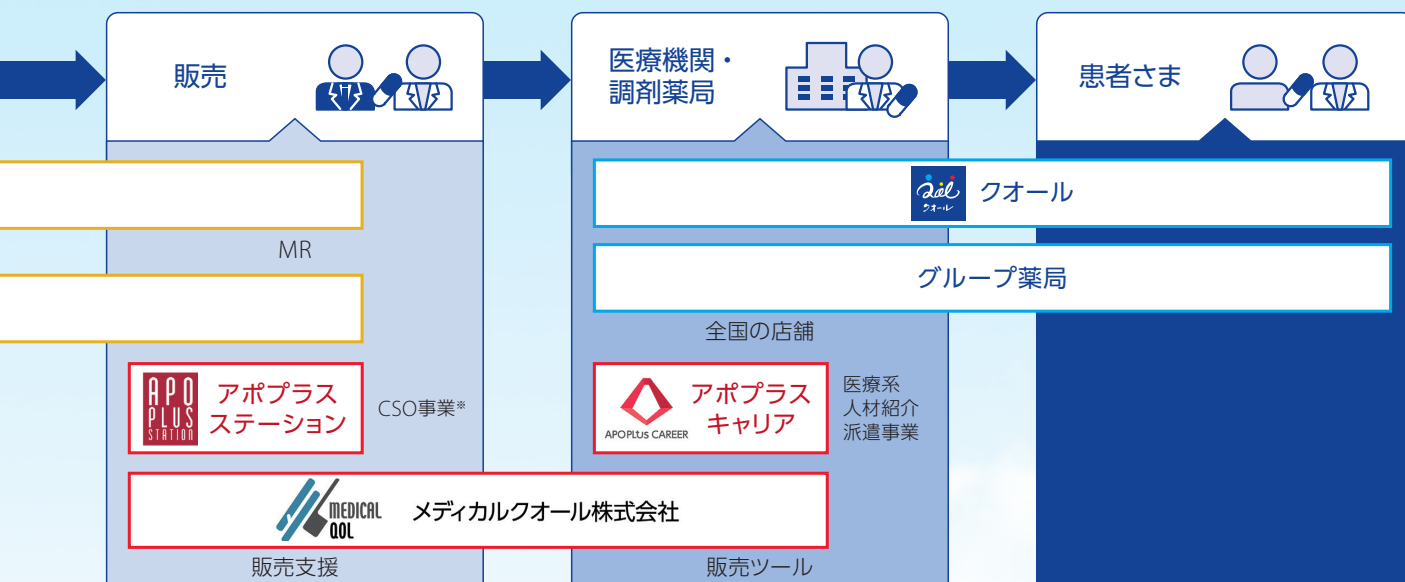 販売
医療機関・
調剤薬局
患者さま
Qol
クオール
クオール
MR
グループ薬局
全国の店舗
APO
PLUS
STATION
アポプラス
ステーション
CSO事業※
APOPLUS CAREER
アポプラス
キャリア
医療系
人材紹介
派遣事業
MEDICAL
QOL
メディカルクオール株式会社
販売支援
販売ツール